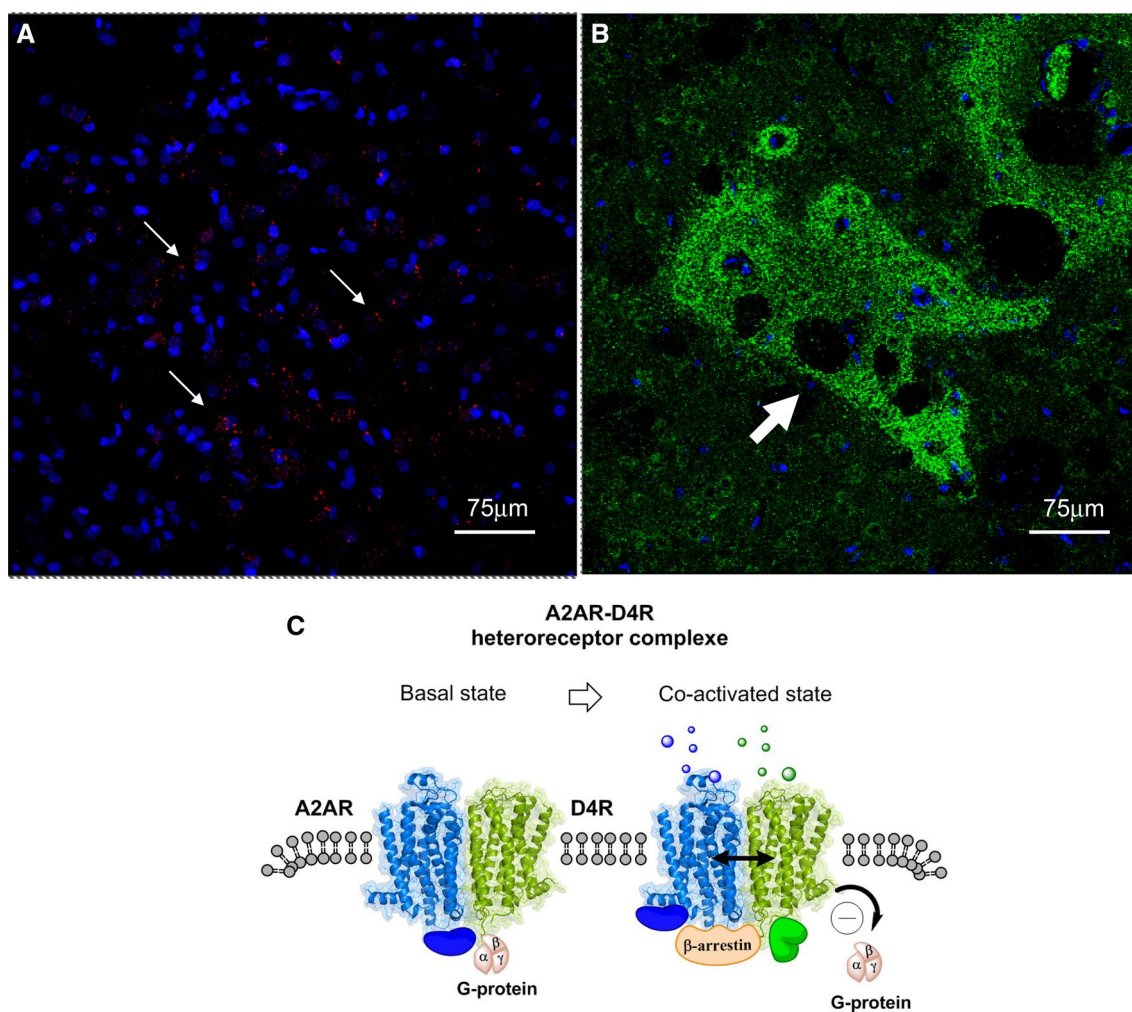 A
B
75μm
75μm
C
A2AR-D4R
heteroreceptor complexe
Basal state
Co-activated state
A2AR
D4R
β-arrestin
α
β
γ
G-protein
α
β
γ
G-protein